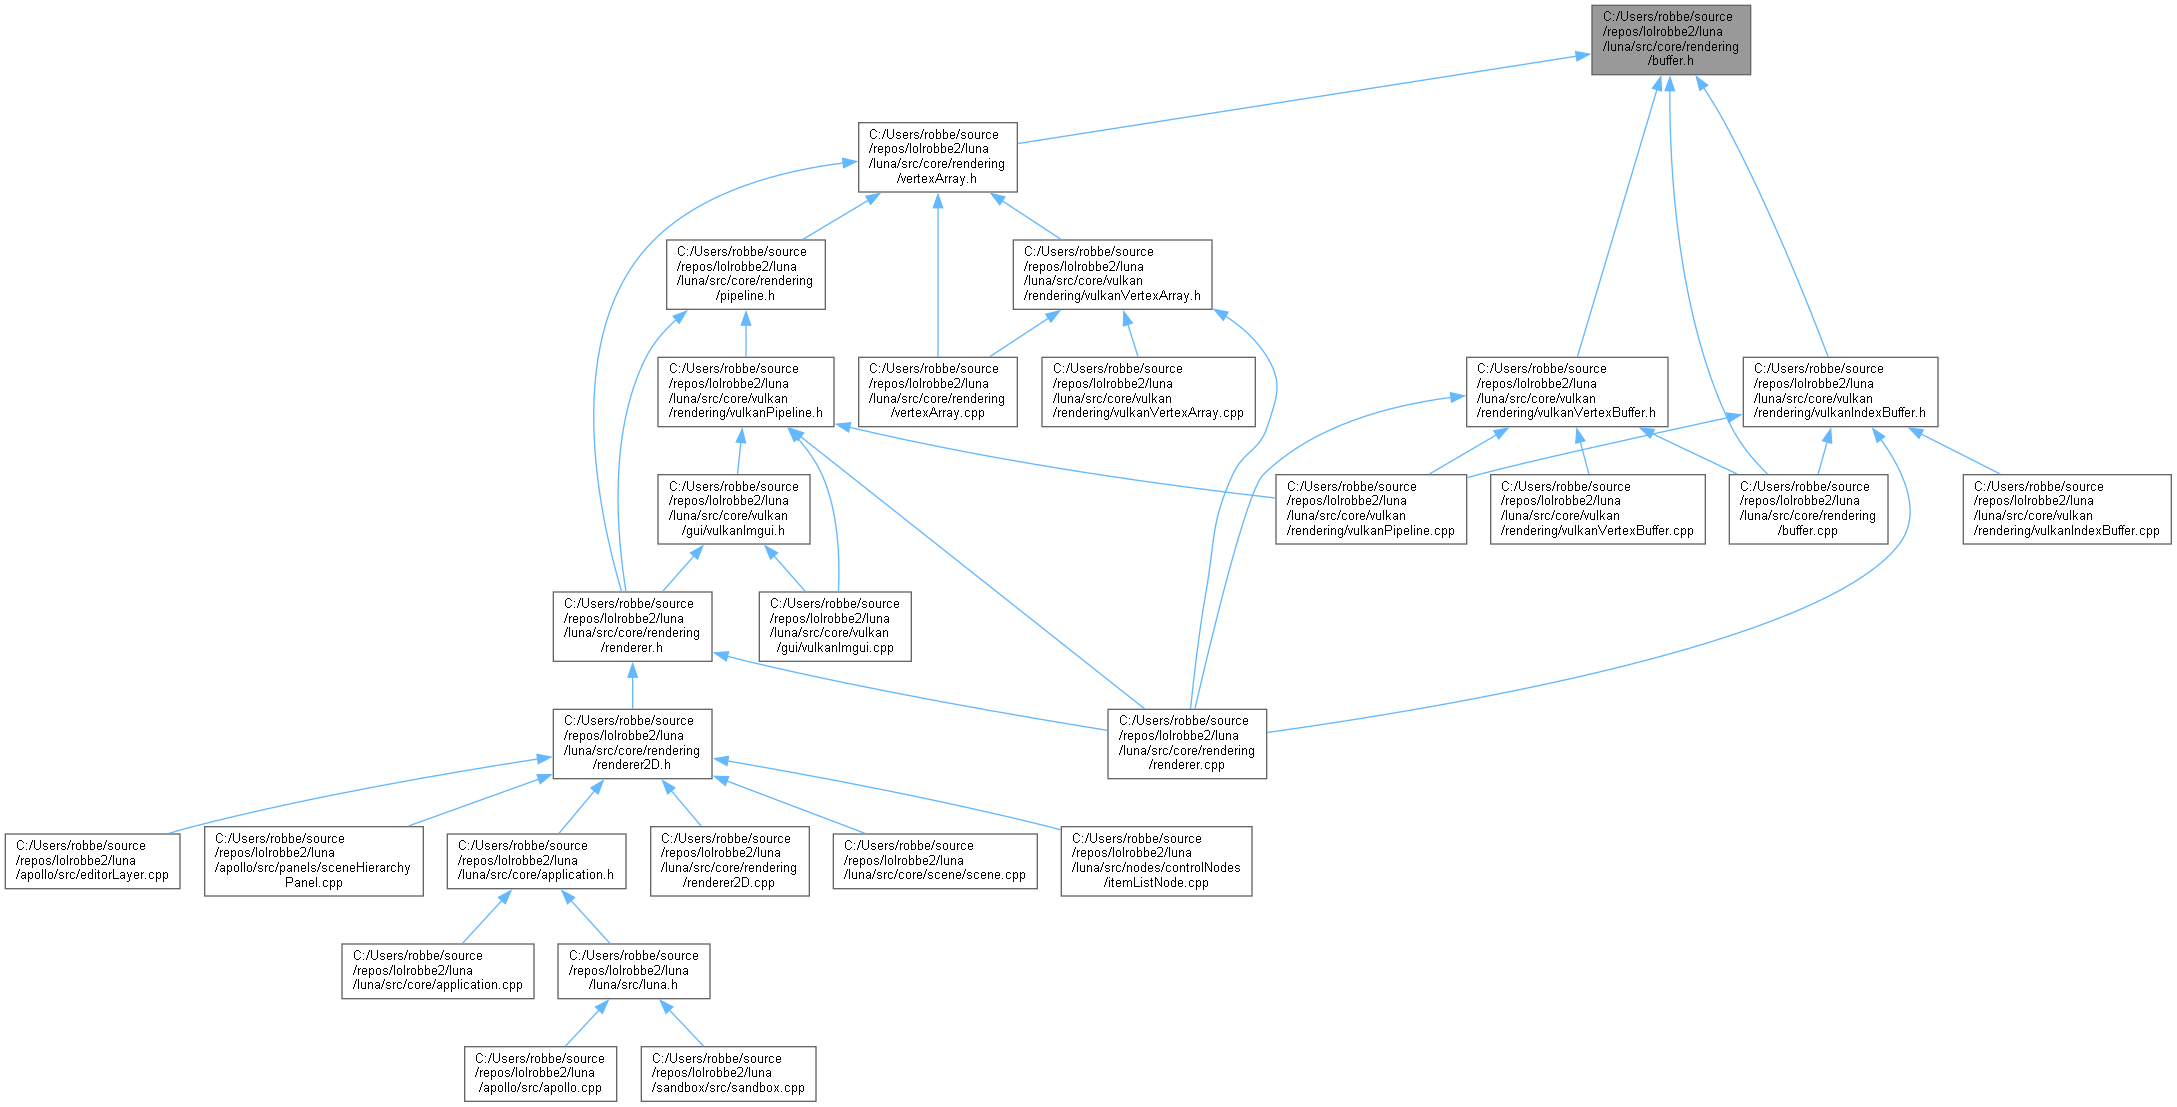 C:/Users/robbe/source
/repos/lolrobbe2/luna
/luna/src/core/rendering
/buffer.h
C:/Users/robbe/source
/repos/lolrobbe2/luna
/luna/src/core/rendering
/vertexArray.h
C:/Users/robbe/source
/repos/lolrobbe2/luna
/luna/src/core/rendering
/pipeline.h
C:/Users/robbe/source
/repos/lolrobbe2/luna
/luna/src/core/vulkan
/rendering/vulkanVertexArray.h
C:/Users/robbe/source
/repos/lolrobbe2/luna
/luna/src/core/vulkan
/rendering/vulkanPipeline.h
C:/Users/robbe/source
/repos/lolrobbe2/luna
/luna/src/core/rendering
/vertexArray.cpp
C:/Users/robbe/source
/repos/lolrobbe2/luna
/luna/src/core/vulkan
/rendering/vulkanVertexArray.cpp
C:/Users/robbe/source
/repos/lolrobbe2/luna
/luna/src/core/vulkan
/rendering/vulkanVertexBuffer.h
C:/Users/robbe/source
/repos/lolrobbe2/luna
/luna/src/core/vulkan
/rendering/vulkanIndexBuffer.h
C:/Users/robbe/source
/repos/lolrobbe2/luna
/luna/src/core/vulkan
/gui/vulkanImgui.h
C:/Users/robbe/source
/repos/lolrobbe2/luna
/luna/src/core/vulkan
/rendering/vulkanPipeline.cpp
C:/Users/robbe/source
/repos/lolrobbe2/luna
/luna/src/core/vulkan
/rendering/vulkanVertexBuffer.cpp
C:/Users/robbe/source
/repos/lolrobbe2/luna
/luna/src/core/rendering
/buffer.cpp
C:/Users/robbe/source
/repos/lolrobbe2/luna
/luna/src/core/vulkan
/rendering/vulkanIndexBuffer.cpp
C:/Users/robbe/source
/repos/lolrobbe2/luna
/luna/src/core/rendering
/renderer.h
C:/Users/robbe/source
/repos/lolrobbe2/luna
/luna/src/core/vulkan
/gui/vulkanImgui.cpp
C:/Users/robbe/source
/repos/lolrobbe2/luna
/luna/src/core/rendering
/renderer2D.h
C:/Users/robbe/source
/repos/lolrobbe2/luna
/luna/src/core/rendering
/renderer.cpp
C:/Users/robbe/source
/repos/lolrobbe2/luna
/apollo/src/editorLayer.cpp
C:/Users/robbe/source
/repos/lolrobbe2/luna
/apollo/src/panels/sceneHierarchy
Panel.cpp
C:/Users/robbe/source
/repos/lolrobbe2/luna
/luna/src/core/application.h
C:/Users/robbe/source
/repos/lolrobbe2/luna
/luna/src/core/rendering
/renderer2D.cpp
C:/Users/robbe/source
/repos/lolrobbe2/luna
/luna/src/core/scene/scene.cpp
C:/Users/robbe/source
/repos/lolrobbe2/luna
/luna/src/nodes/controlNodes
/itemListNode.cpp
C:/Users/robbe/source
/repos/lolrobbe2/luna
/luna/src/core/application.cpp
C:/Users/robbe/source
/repos/lolrobbe2/luna
/luna/src/luna.h
C:/Users/robbe/source
/repos/lolrobbe2/luna
/apollo/src/apollo.cpp
C:/Users/robbe/source
/repos/lolrobbe2/luna
/sandbox/src/sandbox.cpp